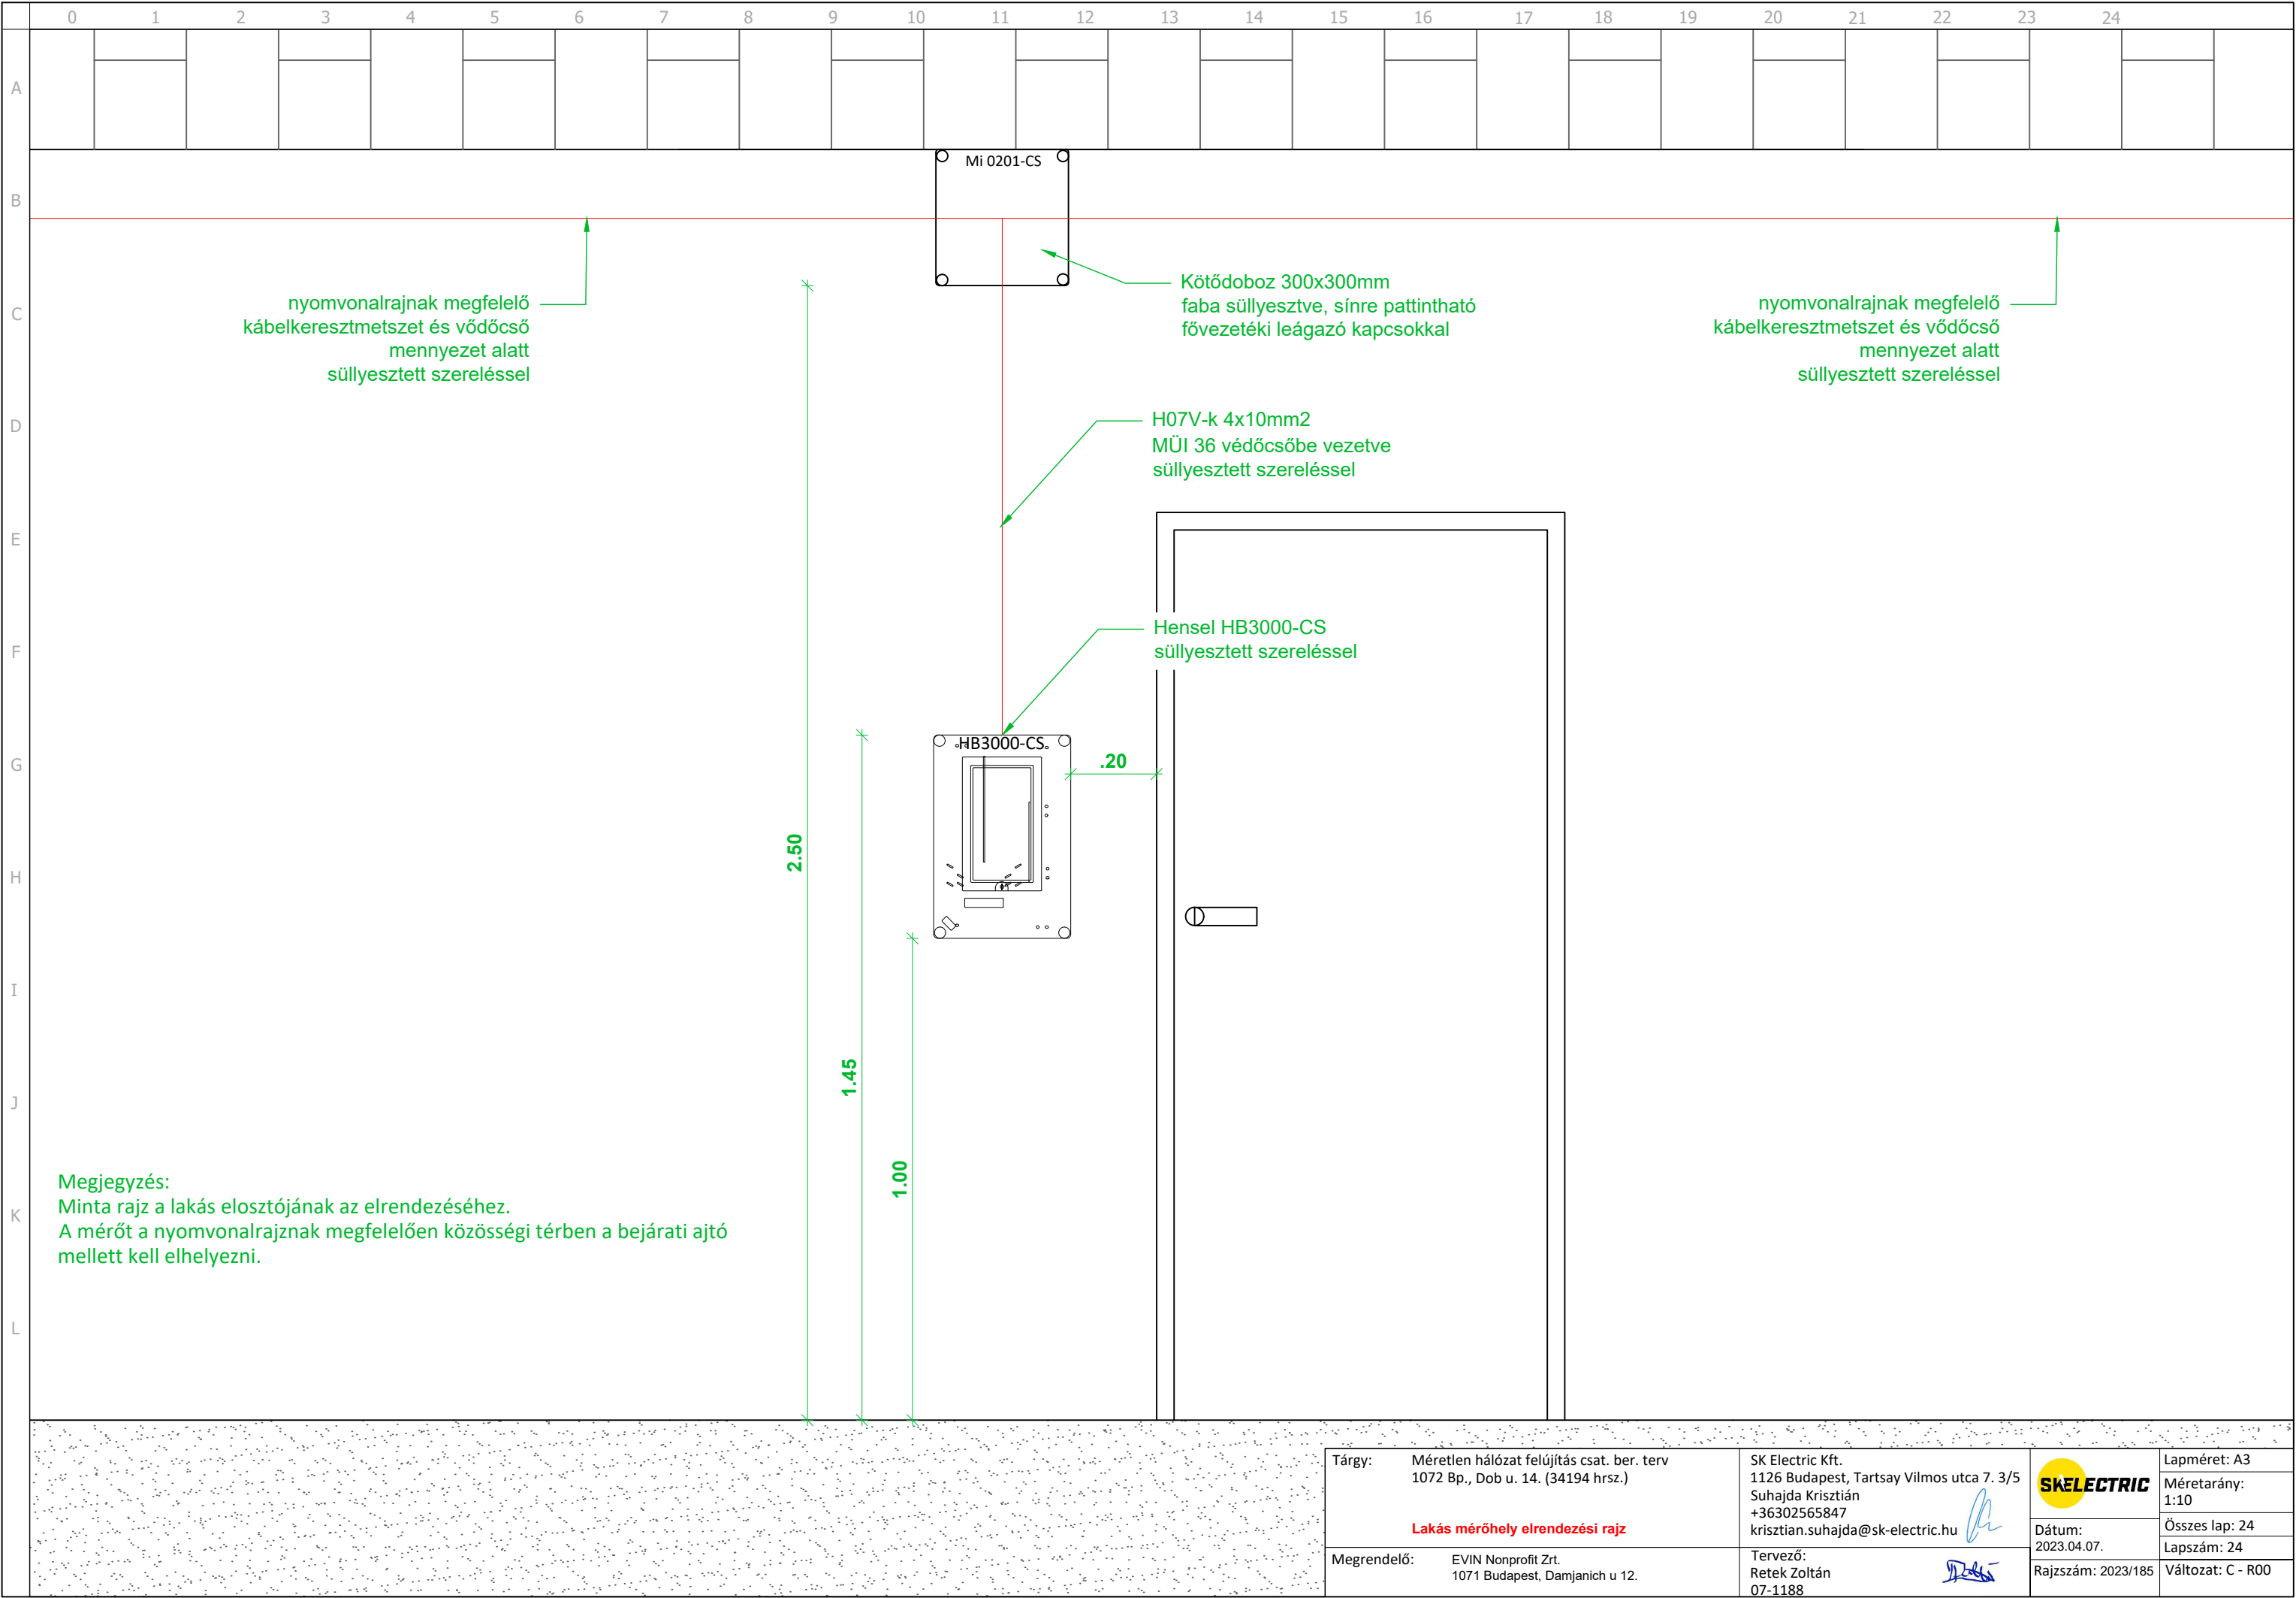 0 1 2 3 4 5 6 7 8 9 10 11 12 13 14 15 16 17 18 19 20 21 22 23 24
A
B
C
D
E
F
G
H
I
J
K
L
Mi 0201-CS
nyomvonalrajnak megfelelő
kábelkeresztmetszet és vődőcső
mennyezet alatt
süllyesztett szereléssel
Kötődoboz 300x300mm
faba süllyesztve, sínre pattintható
fővezetéki leágazó kapcsokkal
nyomvonalrajnak megfelelő
kábelkeresztmetszet és vődőcső
mennyezet alatt
süllyesztett szereléssel
H07V-k 4x10mm2
MÜI 36 védőcsőbe vezetve
süllyesztett szereléssel
Hensel HB3000-CS
süllyesztett szereléssel
HB3000-CS
.20
2.50
1.45
1.00
Megjegyzés:
Minta rajz a lakás elosztójának az elrendezéséhez.
A mérőt a nyomvonalrajznak megfelelően közösségi térben a bejárati ajtó
mellett kell elhelyezni.
Tárgy: Méretlen hálózat felújítás csat. ber. terv
1072 Bp., Dob u. 14. (34194 hrsz.)
Lakás mérőhely elrendezési rajz
Megrendelő: EVIN Nonprofit Zrt.
1071 Budapest, Damjanich u 12.
SK Electric Kft.
1126 Budapest, Tartsay Vilmos utca 7. 3/5
Suhajda Krisztián
+36302565847
krisztian.suhajda@sk-electric.hu
Tervező:
Retek Zoltán
07-1188
SKELECTRIC
Dátum:
2023.04.07.
Rajzszám: 2023/185
Lapméret: A3
Méretarány:
1:10
Összes lap: 24
Lapszám: 24
Változat: C - R00